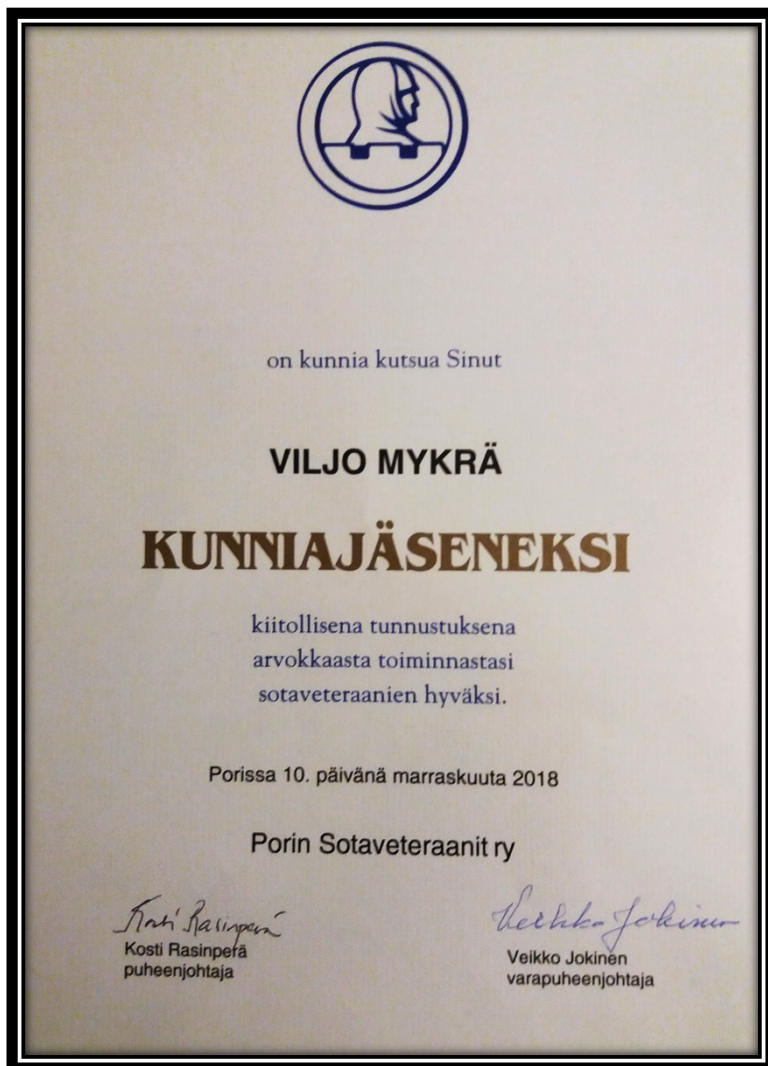 on kunnia kutsua Sinut
VILJO MYKRÄ
KUNNIAJÄSENEKSI
kiitollisena tunnustuksena
arvokkaasta toiminnastasi
sotaveteraanien hyväksi.
Porissa 10. päivänä marraskuuta 2018
Porin Sotaveteraanit ry
Kosti Rasinperä Veikko Jokinen
Kosti Rasinperä Veikko Jokinen
puheenjohtaja varapuheenjohtaja